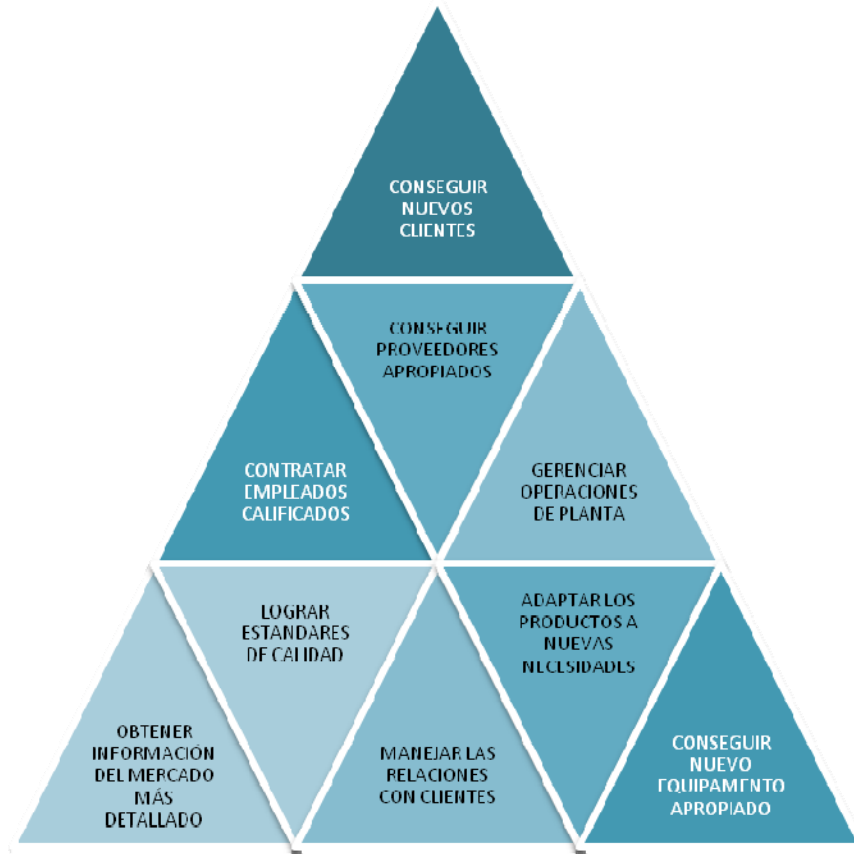 CONSEGUIR
NUEVOS
CLIENTES
CONSEGUIR
PROVEEDORES
APROPIADOS
CONTRATAR
EMPLEADOS
CALIFICADOS
GERENCIAR
OPERACIONES
DE PLANTA
LOGRAR
ESTANDARES
DE CALIDAD
ADAPTAR LOS
PRODUCTOS A
NUEVAS
NECESIDADES
OBTENER
INFORMACIÓN
DEL MERCADO
MÁS
DETALLADO
MANEJAR LAS
RELACIONES
CON CLIENTES
CONSEGUIR
NUEVO
EQUIPAMENTO
APROPIADO